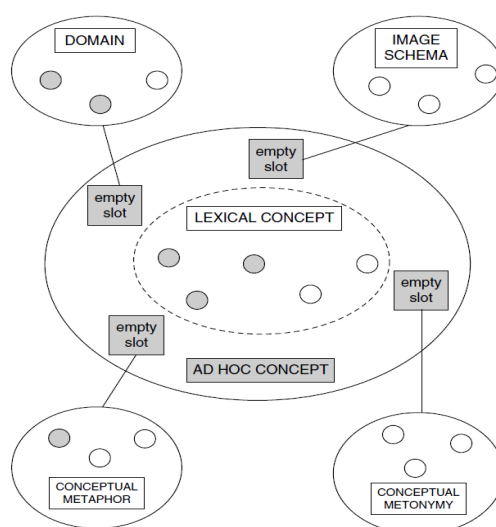 DOMAIN
IMAGE
SCHEMA
empty
slot
empty
slot
LEXICAL CONCEPT
empty
slot
empty
slot
AD HOC CONCEPT
CONCEPTUAL
METAPHOR
CONCEPTUAL
METONYMY